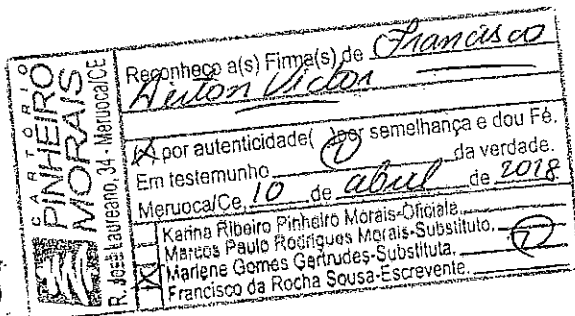 CARTÓRIO
PINHEIRO
MORAIS
R. José Laureano, 34 - Meruoca/CE
Reconheço a(s) Firma(s) de Francisco
Airton Victor
(X) por autenticidade( )por semelhança e dou Fé.
Em testemunho da verdade.
Meruoca/Ce, 10 de abril de 2018
Karina Ribeiro Pinheiro Morais-Oficiala.
Marcos Paulo Rodrigues Morais-Substituto.
X Marlene Gomes Gertrudes-Substituta.
Francisco da Rocha Sousa-Escrevente.